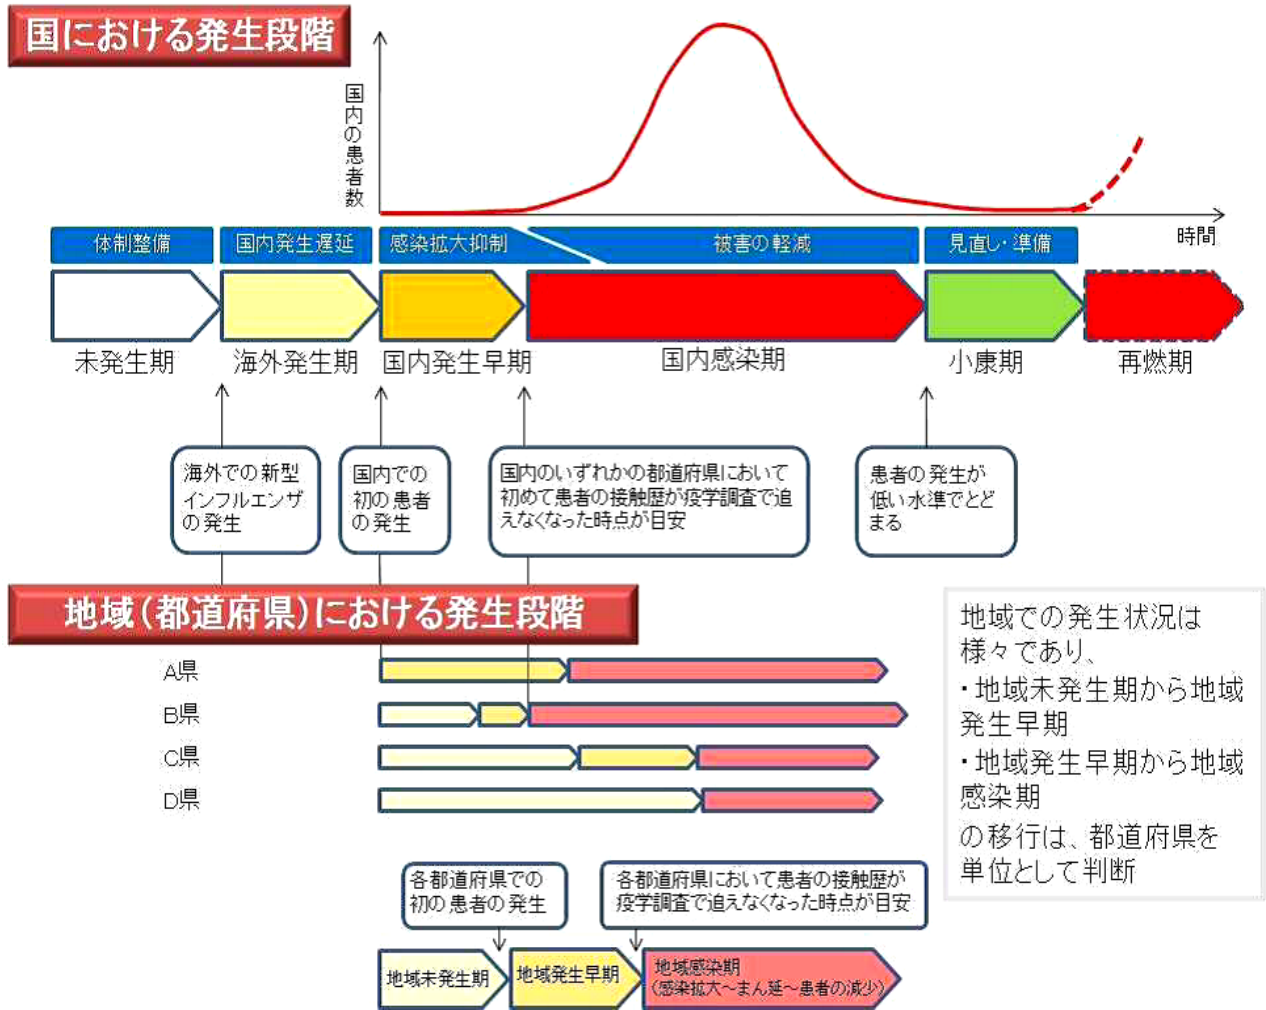 国における発生段階
国内の患者数
時間
体制整備
国内発生遅延
感染拡大抑制
被害の軽減
見直し・準備
未発生期
海外発生期
国内発生早期
国内感染期
小康期
再燃期
海外での新型
インフルエンザ
の発生
国内での
初の患者
の発生
国内のいずれかの都道府県において
初めて患者の接触歴が疫学調査で追
えなくなった時点が目安
患者の発生が
低い水準でとど
まる
地域(都道府県)における発生段階
A県
B県
C県
D県
地域での発生状況は
様々であり、
・地域未発生期から地域
発生早期
・地域発生早期から地域
感染期
の移行は、都道府県を
単位として判断
各都道府県での
初の患者の発生
各都道府県において患者の接触歴が
疫学調査で追えなくなった時点が目安
地域未発生期
地域発生早期
地域感染期
(感染拡大~まん延~患者の減少)